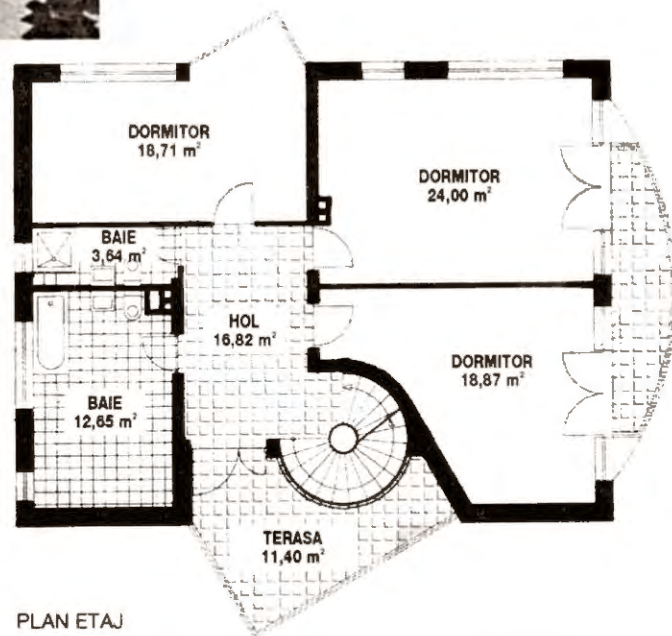 DORMITOR
18,71 m²
DORMITOR
24,00 m²
BAIE
3,64 m²
HOL
16,82 m²
DORMITOR
18,87 m²
BAIE
12,65 m²
TERASA
11,40 m²
PLAN ETAJ